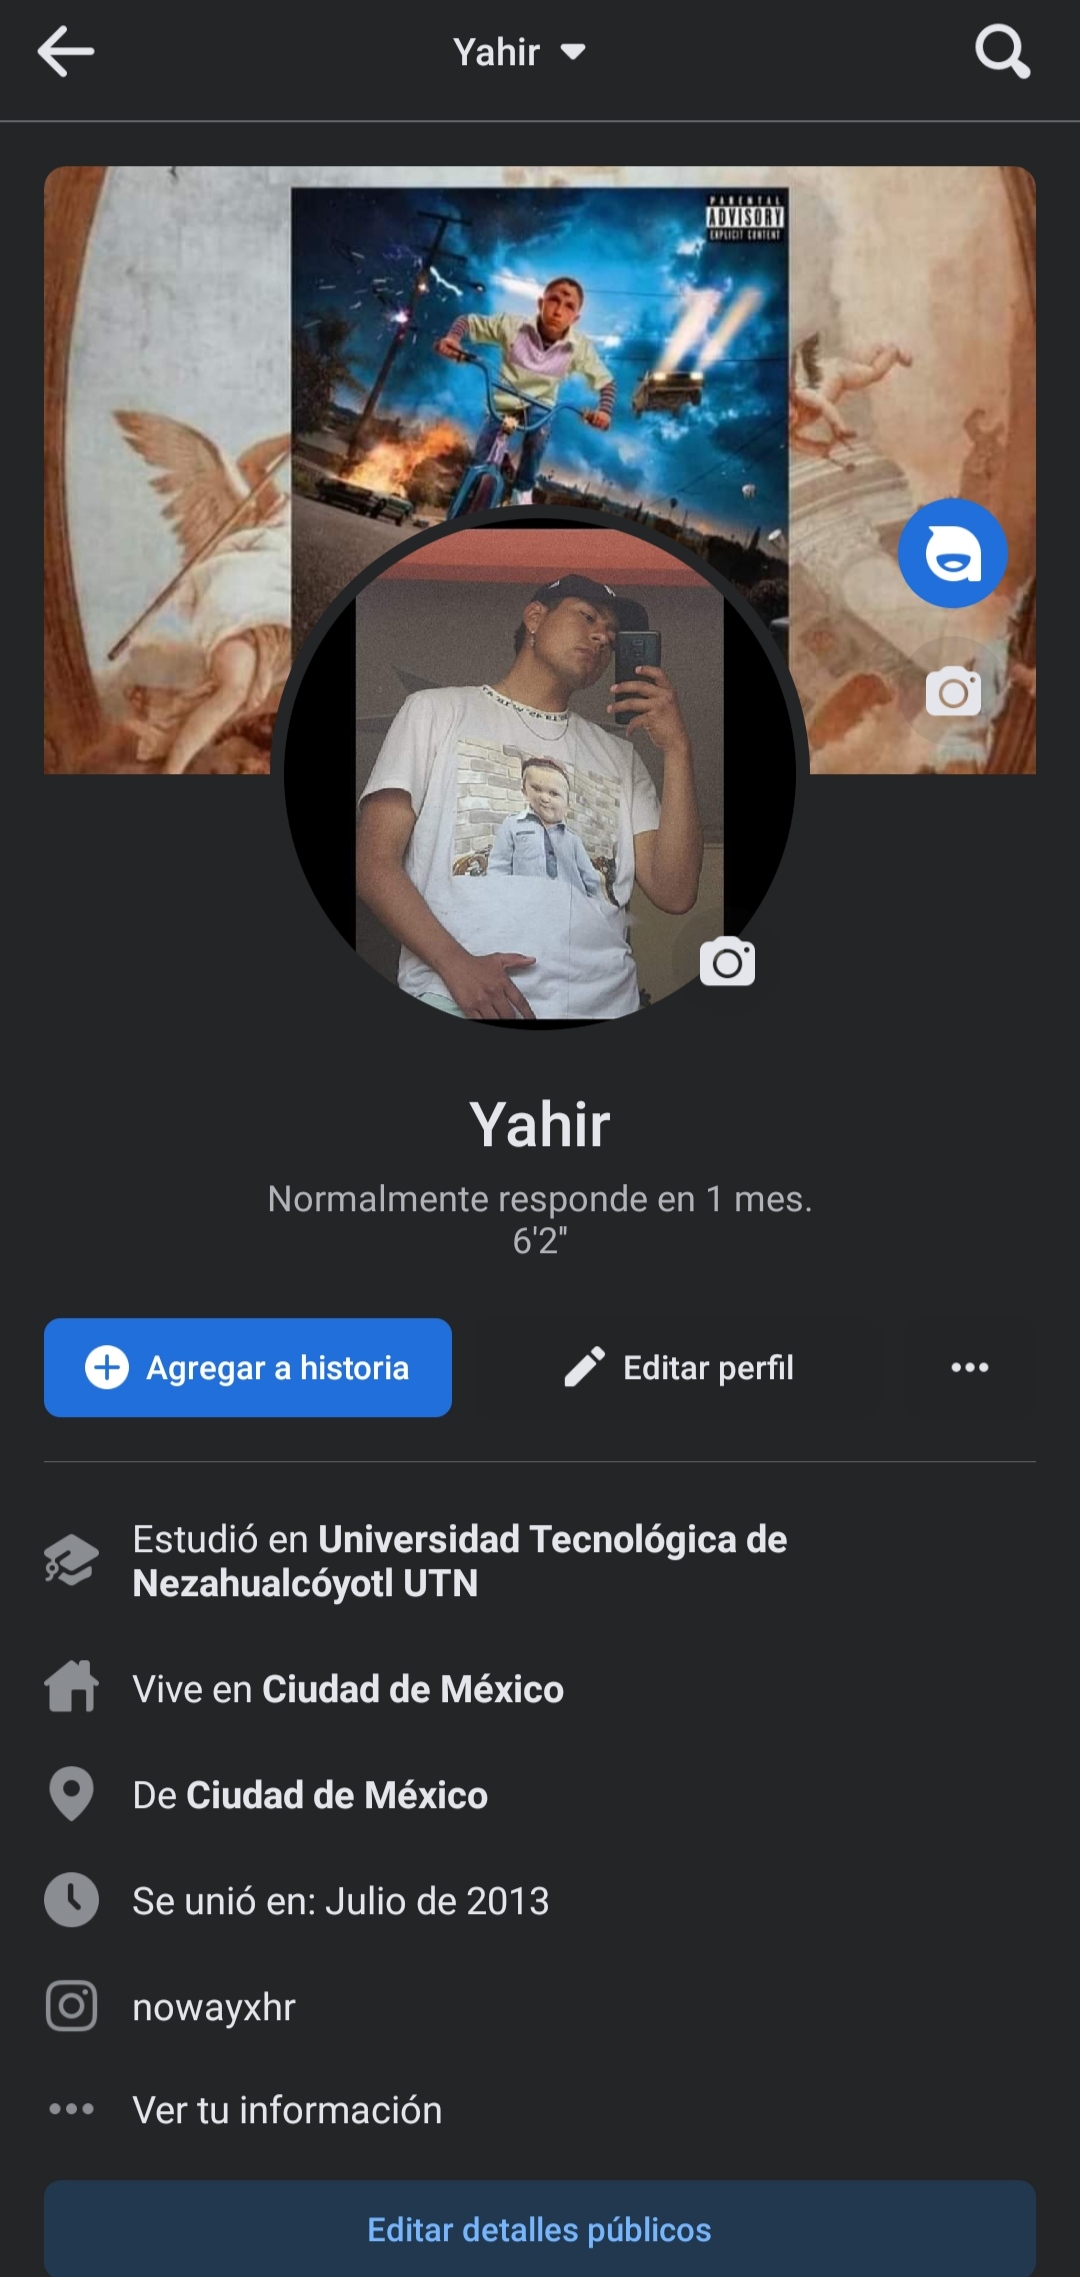 Yahir
PARENTAL
ADVISORY
EXPLICIT CONTENT
Yahir
Normalmente responde en 1 mes.
6'2"
Agregar a historia
Editar perfil
Estudió en Universidad Tecnológica de
Nezahualcóyotl UTN
Vive en Ciudad de México
De Ciudad de México
Se unió en: Julio de 2013
nowayxhr
Ver tu información
Editar detalles públicos